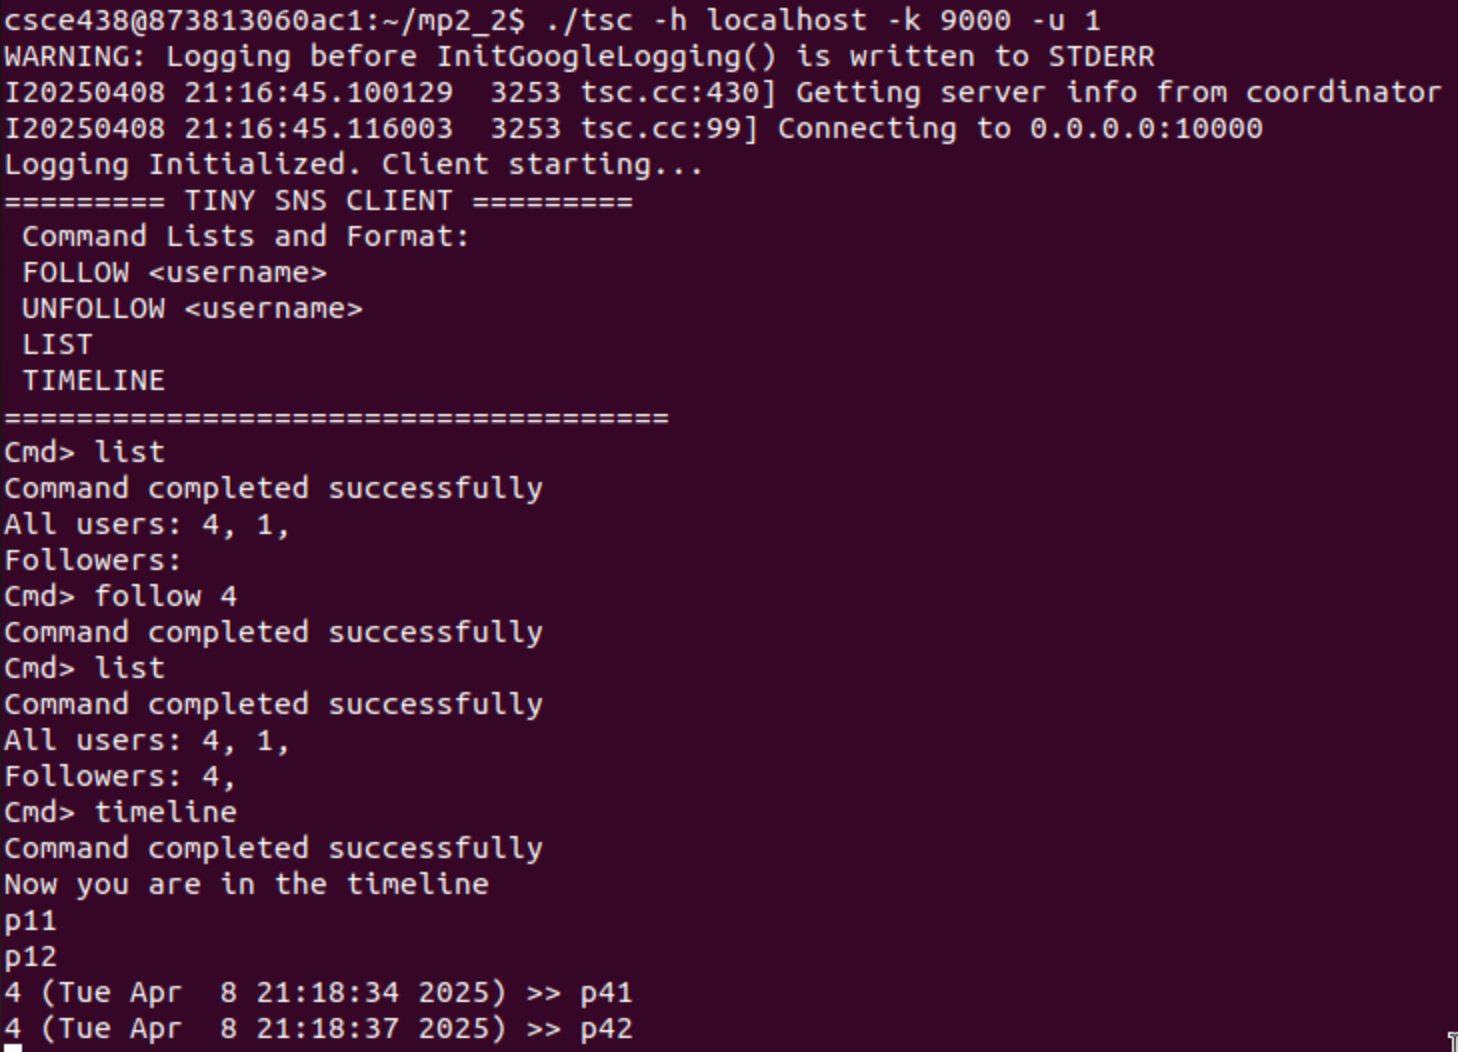 csce438@873813060ac1:~/mp2_2$ ./tsc -h localhost -k 9000 -u 1
WARNING: Logging before InitGoogleLogging() is written to STDERR
I20250408 21:16:45.100129  3253 tsc.cc:430] Getting server info from coordinator
I20250408 21:16:45.116003  3253 tsc.cc:99] Connecting to 0.0.0.0:10000
Logging Initialized. Client starting...
========= TINY SNS CLIENT =========
 Command Lists and Format:
 FOLLOW <username>
 UNFOLLOW <username>
 LIST
 TIMELINE
=====================================
Cmd> list
Command completed successfully
All users: 4, 1,
Followers:
Cmd> follow 4
Command completed successfully
Cmd> list
Command completed successfully
All users: 4, 1,
Followers: 4,
Cmd> timeline
Command completed successfully
Now you are in the timeline
p11
p12
4 (Tue Apr  8 21:18:34 2025) >> p41
4 (Tue Apr  8 21:18:37 2025) >> p42